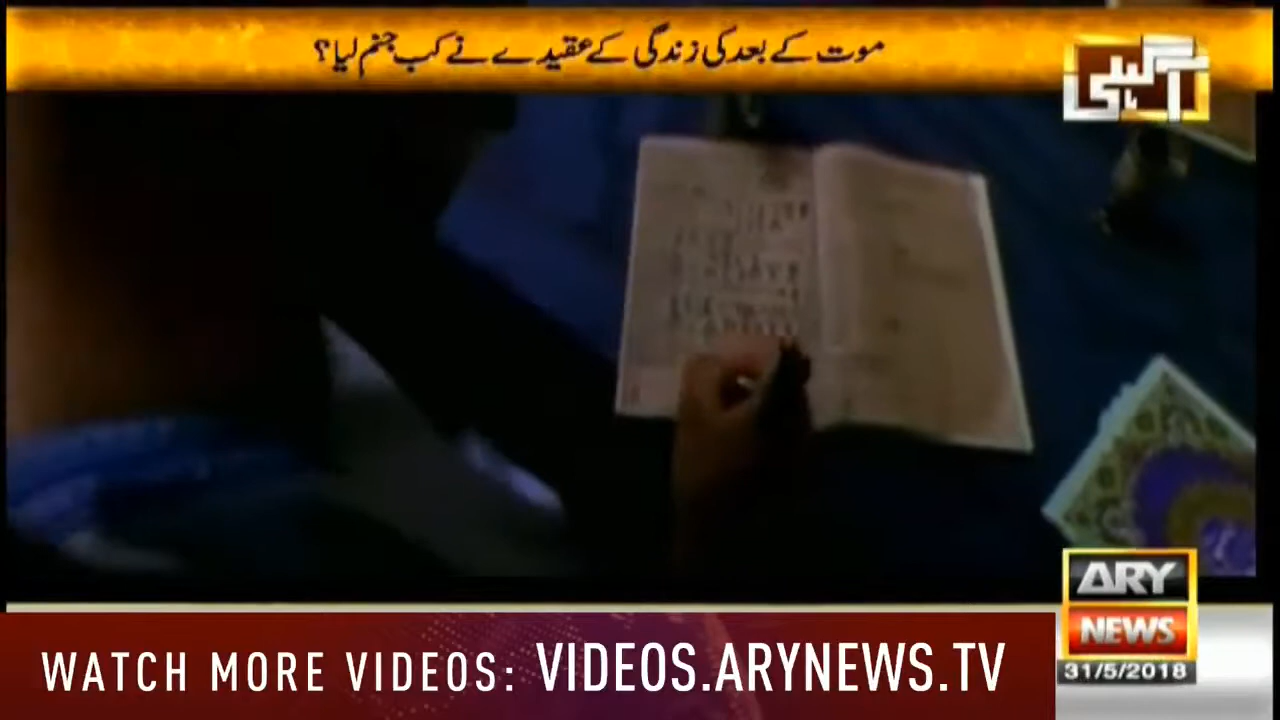 موت کے بعد کی زندگی کے عقیدے نے کب جنم لیا؟
آگہی
ARY
NEWS
31/5/2018
WATCH MORE VIDEOS: VIDEOS.ARYNEWS.TV